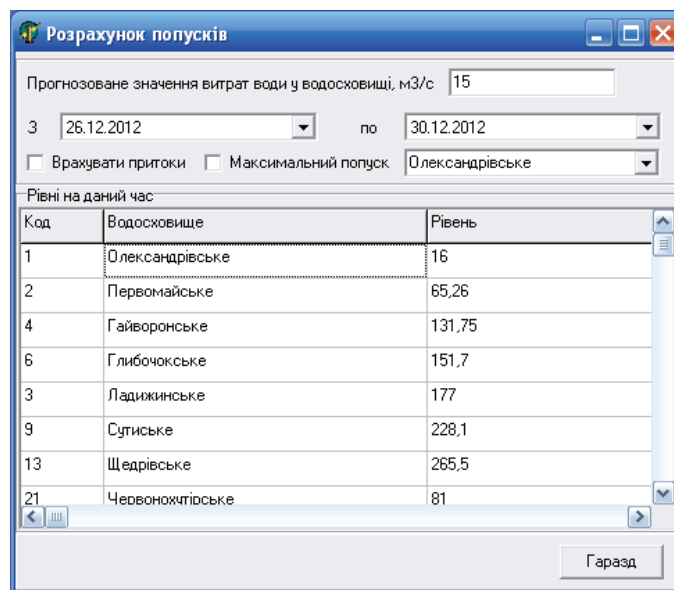 Розрахунок попусків
Прогнозоване значення витрат води у водосховищі, м3/с 15
З 26.12.2012 по 30.12.2012
Врахувати притоки Максимальний попуск Олександрівське
Рівні на даний час
Код Водосховище Рівень
1 Олександрівське 16
2 Первомайське 65,26
4 Гайворонське 131,75
6 Глибочокське 151,7
3 Ладижинське 177
9 Сутиське 228,1
13 Щедрівське 265,5
21 Червонохутірське 81
Гаразд